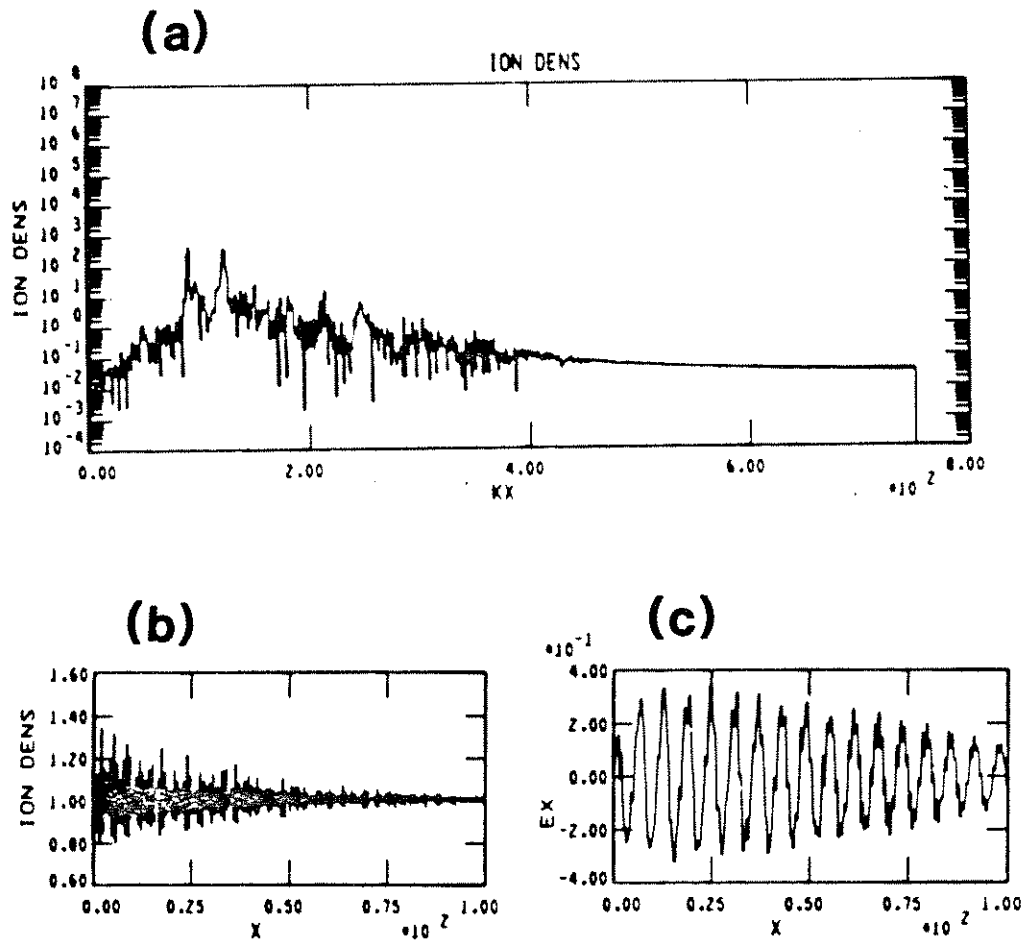 (a)
ION DENS
10 8
10 7
10 6
10 5
10 4
10 3
10 2
10 1
10 0
10 -1
10 -2
10 -3
10 -4
ION DENS
0.00 2.00 4.00 6.00 8.00
KX
*10 2
(b)
1.60
1.40
1.20
1.00
0.80
0.60
ION DENS
0.00 0.25 0.50 0.75 1.00
X
*10 2
(c)
*10 -1
4.00
2.00
0.00
-2.00
-4.00
EX
0.00 0.25 0.50 0.75 1.00
X
*10 2